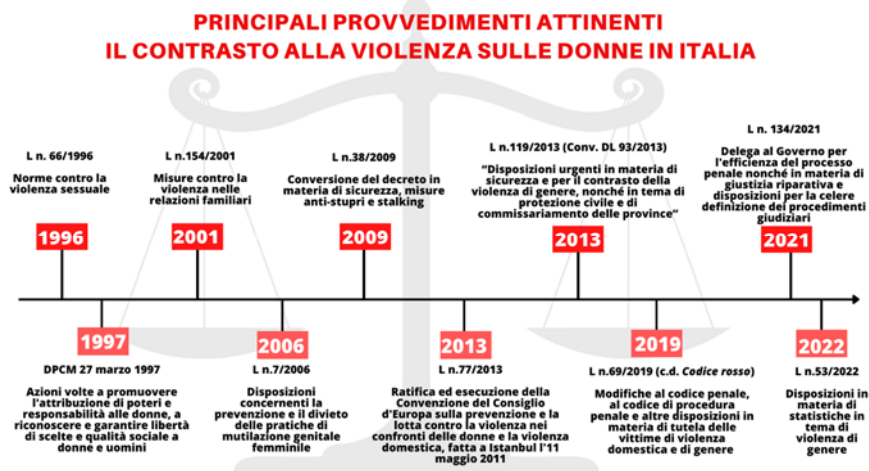 PRINCIPALI PROVVEDIMENTI ATTINENTI
IL CONTRASTO ALLA VIOLENZA SULLE DONNE IN ITALIA
L n. 66/1996
Norme contro la
violenza sessuale
1996
L n.154/2001
Misure contro la
violenza nelle
relazioni familiari
2001
L n.38/2009
Conversione del decreto in
materia di sicurezza, misure
anti-stupri e stalking
2009
L n.119/2013 (Conv. DL 93/2013)
"Disposizioni urgenti in materia di
sicurezza e per il contrasto della
violenza di genere, nonché in tema di
protezione civile e di
commissariamento delle province"
2013
L n. 134/2021
Delega al Governo per
l'efficienza del processo
penale nonché in materia di
giustizia riparativa e
disposizioni per la celere
definizione dei procedimenti
giudiziari
2021
1997
DPCM 27 marzo 1997
Azioni volte a promuovere
l'attribuzione di poteri e
responsabilità alle donne, a
riconoscere e garantire libertà
di scelte e qualità sociale a
donne e uomini
2006
L n.7/2006
Disposizioni
concernenti la
prevenzione e il divieto
delle pratiche di
mutilazione genitale
femminile
2013
L n.77/2013
Ratifica ed esecuzione della
Convenzione del Consiglio
d'Europa sulla prevenzione e la
lotta contro la violenza nei
confronti delle donne e la violenza
domestica, fatta a Istanbul l'11
maggio 2011
2019
L n.69/2019 (c.d. Codice rosso)
Modifiche al codice penale,
al codice di procedura
penale e altre disposizioni in
materia di tutela delle
vittime di violenza
domestica e di genere
2022
L n.53/2022
Disposizioni in
materia di
statistiche in
tema di
violenza di
genere